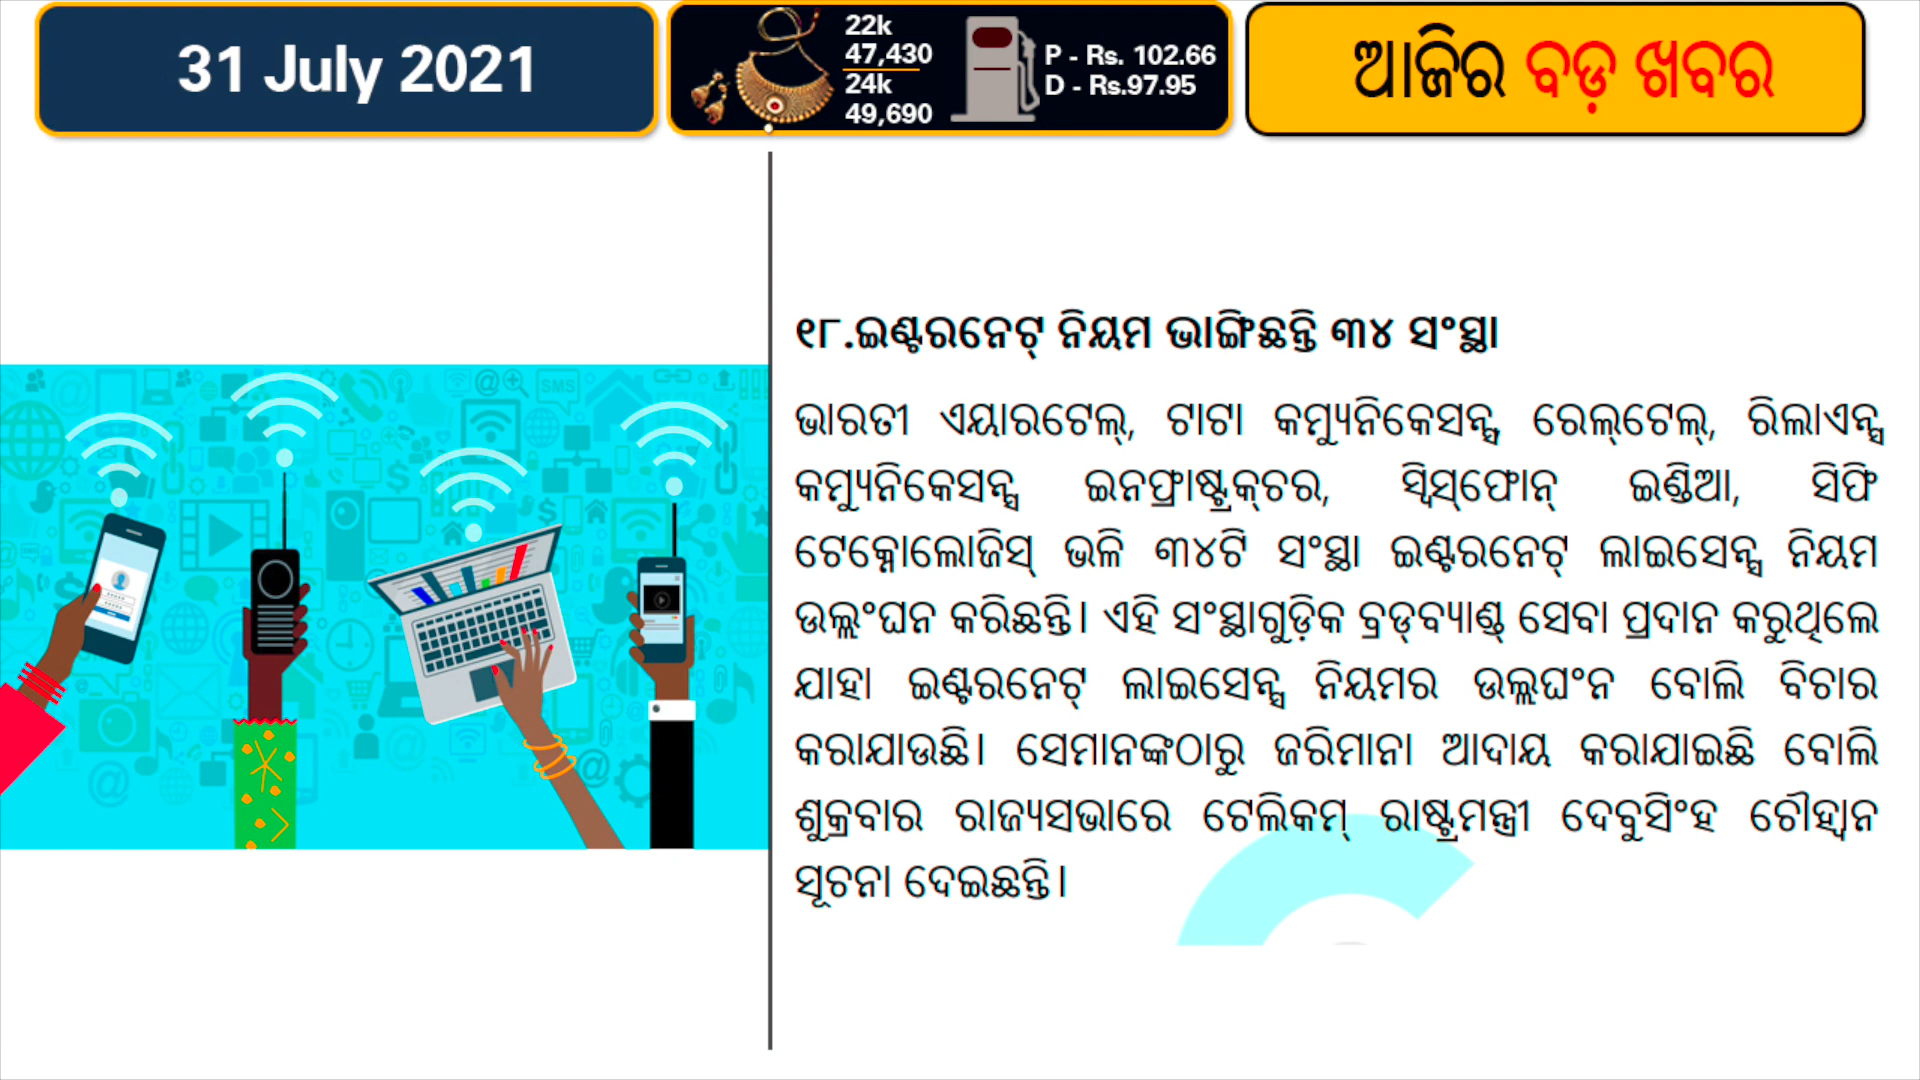 31 July 2021
22k
47,430
24k
49,690
P - Rs. 102.66
D - Rs.97.95
ଆଜିର ବଡ଼ ଖବର
SMS
୧୮.ଇଣ୍ଟରନେଟ୍ ନିୟମ ଭାଙ୍ଗିଛନ୍ତି ୩୪ ସଂସ୍ଥା
ଭାରତୀ ଏୟାରଟେଲ୍, ଟାଟା କମ୍ୟୁନିକେସନ୍ସ, ରେଲ୍‌ଟେଲ୍, ରିଲାଏନ୍ସ
କମ୍ୟୁନିକେସନ୍ସ ଇନଫ୍ରାଷ୍ଟ୍ରକ୍‌ଚର, ସ୍ୱିସ୍‌ଫୋନ୍ ଇଣ୍ଡିଆ, ସିଫି
ଟେକ୍ନୋଲୋଜିସ୍ ଭଳି ୩୪ଟି ସଂସ୍ଥା ଇଣ୍ଟରନେଟ୍ ଲାଇସେନ୍ସ ନିୟମ
ଉଲ୍ଲଂଘନ କରିଛନ୍ତି। ଏହି ସଂସ୍ଥାଗୁଡ଼ିକ ବ୍ରଡ୍‌ବ୍ୟାଣ୍ଡ୍ ସେବା ପ୍ରଦାନ କରୁଥିଲେ
ଯାହା ଇଣ୍ଟରନେଟ୍ ଲାଇସେନ୍ସ ନିୟମର ଉଲ୍ଲଘଂନ ବୋଲି ବିଚାର
କରାଯାଉଛି। ସେମାନଙ୍କଠାରୁ ଜରିମାନା ଆଦାୟ କରାଯାଇଛି ବୋଲି
ଶୁକ୍ରବାର ରାଜ୍ୟସଭାରେ ଟେଲିକମ୍ ରାଷ୍ଟ୍ରମନ୍ତ୍ରୀ ଦେବୁସିଂହ ଚୌହ୍ୱାନ
ସୂଚନା ଦେଇଛନ୍ତି।